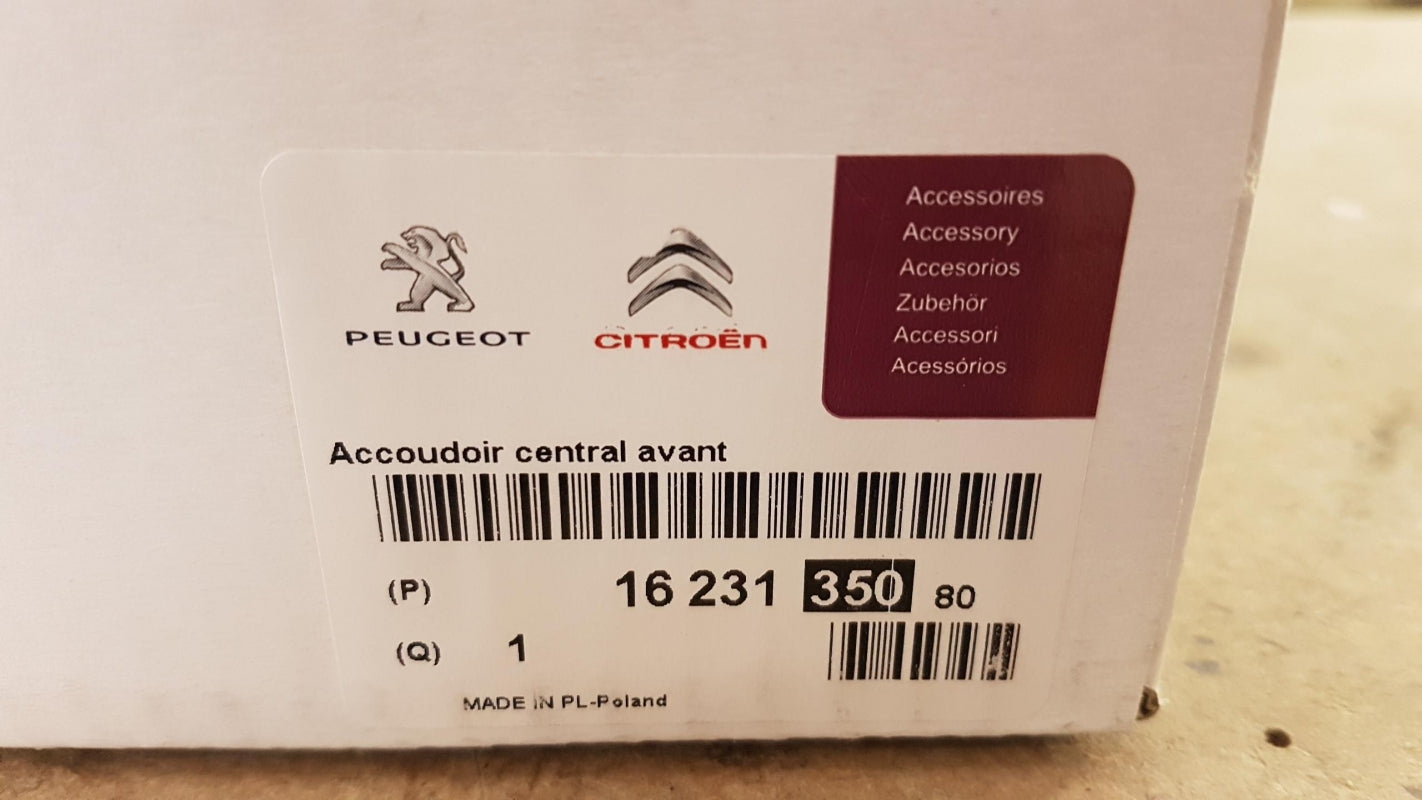 PEUGEOT
CITROËN
Accessoires
Accessory
Accesorios
Zubehör
Accessori
Acessórios
Accoudoir central avant
(P) 16 231 350 80
(Q) 1
MADE IN PL-Poland